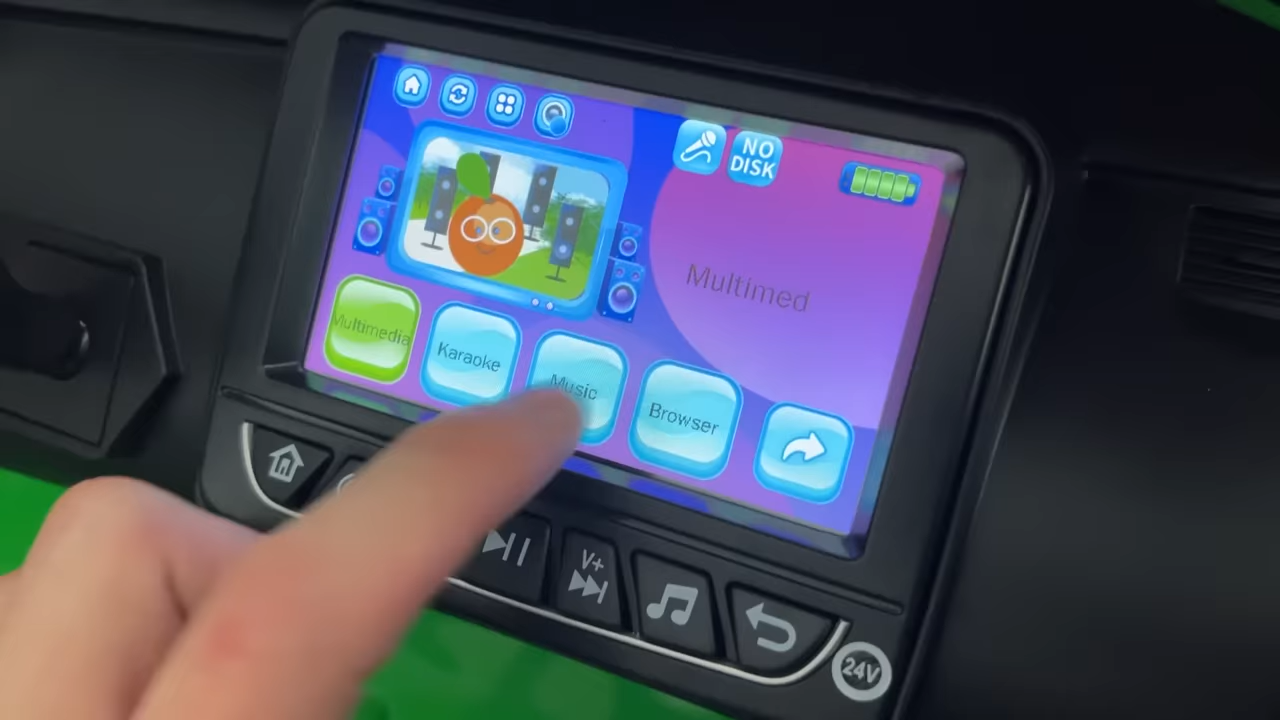 NO
DISK
Multimed
Multimedia
Karaoke
Music
Browser
V+
24V